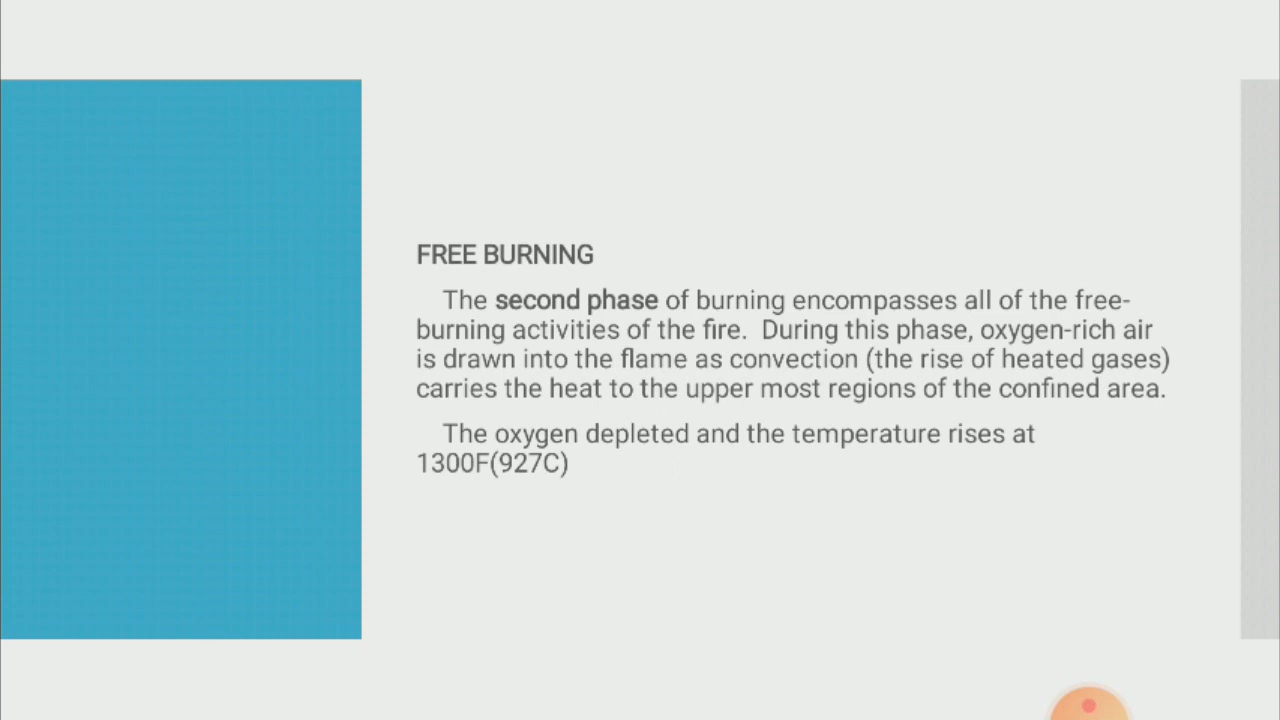 FREE BURNING
The second phase of burning encompasses all of the free-
burning activities of the fire.  During this phase, oxygen-rich air
is drawn into the flame as convection (the rise of heated gases)
carries the heat to the upper most regions of the confined area.
The oxygen depleted and the temperature rises at
1300F(927C)